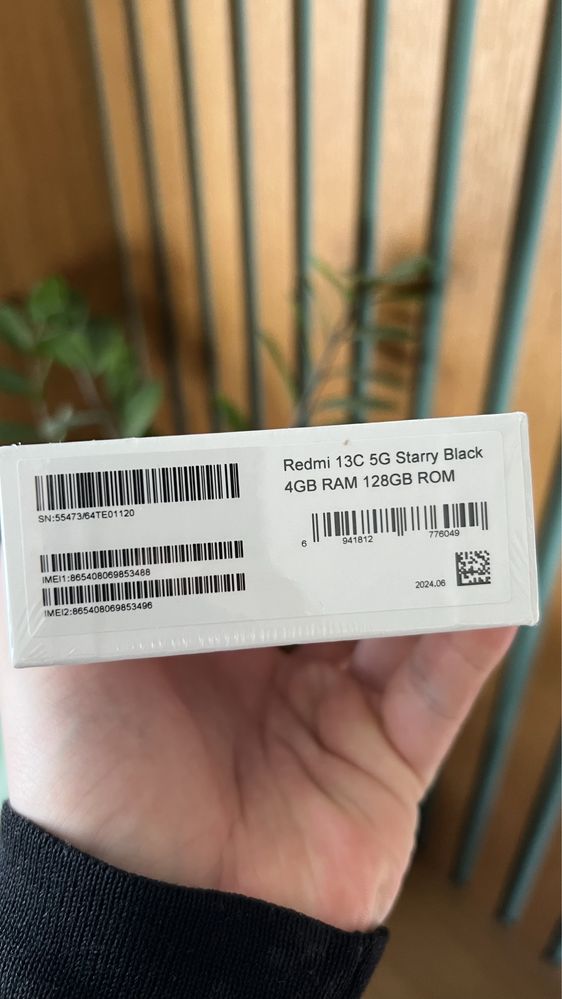 Redmi 13C 5G Starry Black
4GB RAM 128GB ROM
SN:55473/64TE01120
6 941812 776049
IMEI1:865408069853488
IMEI2:865408069853496
2024.06